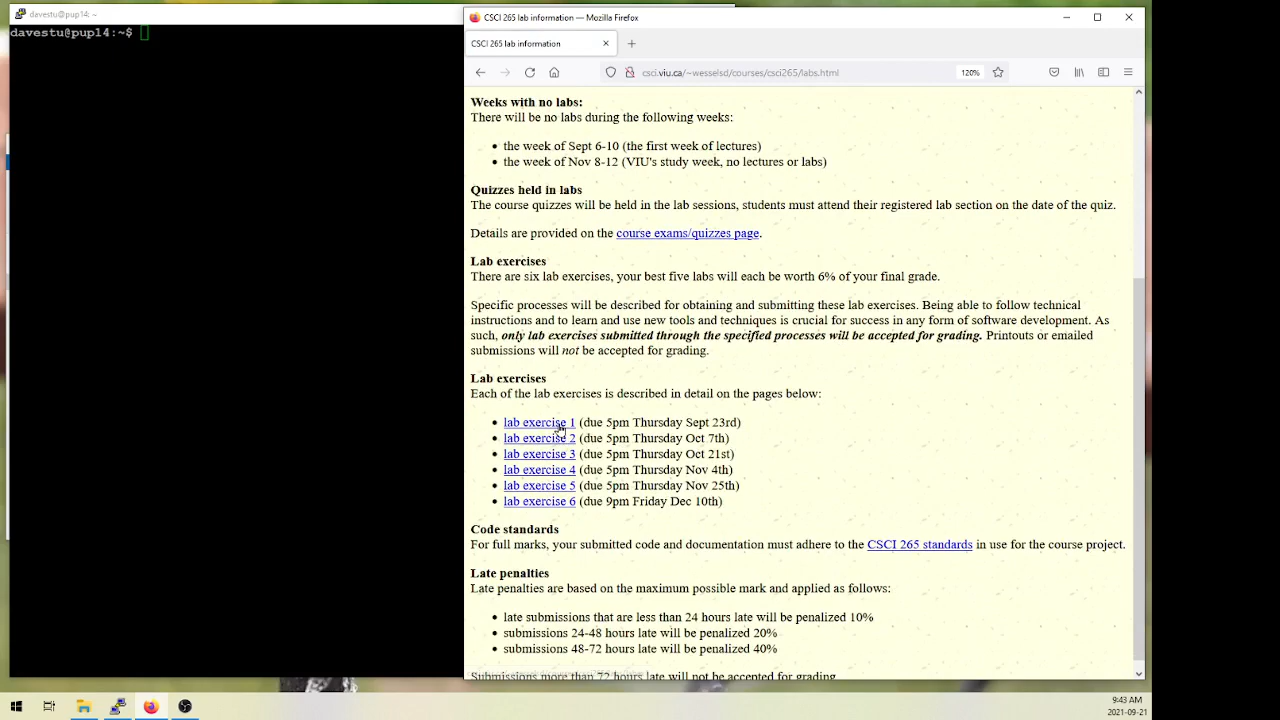 davestu@pup14: ~
davestu@pup14:~$
CSCI 265 lab information — Mozilla Firefox
CSCI 265 lab information
csci.viu.ca/~wesselsd/courses/csci265/labs.html
120%
Weeks with no labs:
There will be no labs during the following weeks:
the week of Sept 6-10 (the first week of lectures)
the week of Nov 8-12 (VIU's study week, no lectures or labs)
Quizzes held in labs
The course quizzes will be held in the lab sessions, students must attend their registered lab section on the date of the quiz.
Details are provided on the course exams/quizzes page.
Lab exercises
There are six lab exercises, your best five labs will each be worth 6% of your final grade.
Specific processes will be described for obtaining and submitting these lab exercises. Being able to follow technical
instructions and to learn and use new tools and techniques is crucial for success in any form of software development. As
such, only lab exercises submitted through the specified processes will be accepted for grading. Printouts or emailed
submissions will not be accepted for grading.
Lab exercises
Each of the lab exercises is described in detail on the pages below:
lab exercise 1 (due 5pm Thursday Sept 23rd)
lab exercise 2 (due 5pm Thursday Oct 7th)
lab exercise 3 (due 5pm Thursday Oct 21st)
lab exercise 4 (due 5pm Thursday Nov 4th)
lab exercise 5 (due 5pm Thursday Nov 25th)
lab exercise 6 (due 9pm Friday Dec 10th)
Code standards
For full marks, your submitted code and documentation must adhere to the CSCI 265 standards in use for the course project.
Late penalties
Late penalties are based on the maximum possible mark and applied as follows:
late submissions that are less than 24 hours late will be penalized 10%
submissions 24-48 hours late will be penalized 20%
submissions 48-72 hours late will be penalized 40%
Submissions more than 72 hours late will not be accepted for grading
9:43 AM
2021-09-21